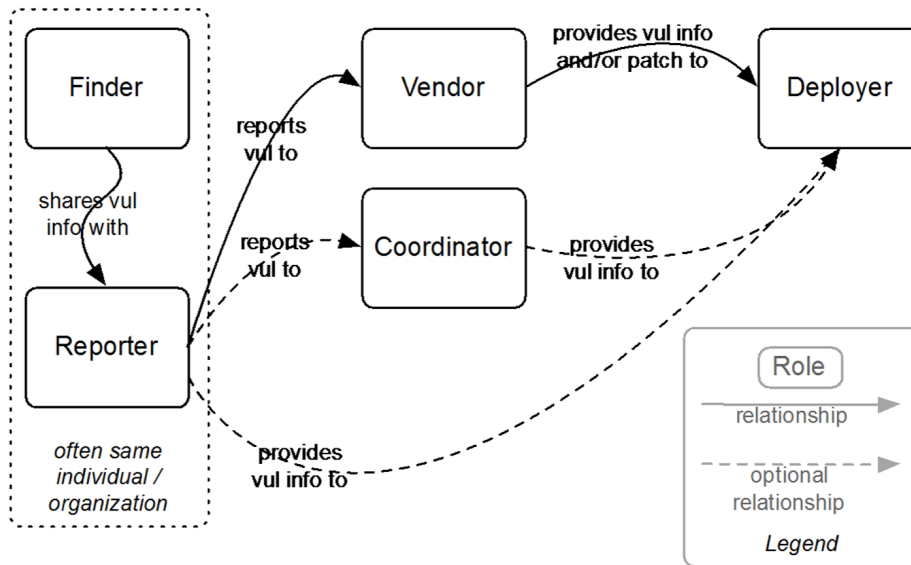 Finder
shares vul
info with
Reporter
often same
individual /
organization
reports
vul to
Vendor
provides vul info
and/or patch to
Deployer
reports
vul to
Coordinator
provides
vul info to
provides
vul info to
Role
relationship
optional
relationship
Legend